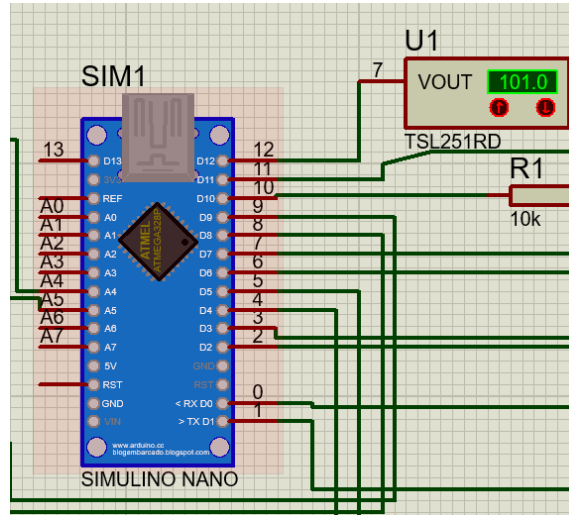 U1
7
VOUT
101.0
TSL251RD
SIM1
13
D13
D12
12
3V3
D11
11
REF
D10
10
R1
10k
A0
A0
D9
9
A1
A1
D8
8
A2
A2
D7
7
A3
A3
D6
6
A4
A4
D5
5
A5
A5
D4
4
A6
A6
D3
3
A7
A7
D2
2
ATMEL
ATMEGA328P
5V
GND
RST
RST
GND
< RX D0
0
VIN
> TX D1
1
www.arduino.cc
blogembarcado.blogspot.com
SIMULINO NANO